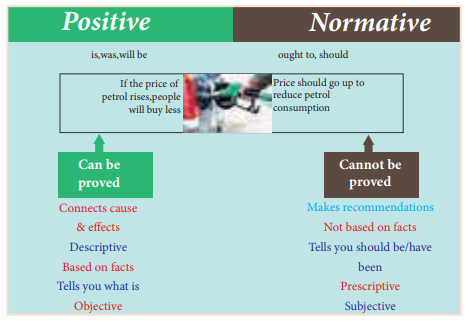 Positive
Normative
is,was,will be
ought to, should
If the price of
petrol rises,people
will buy less
Price should go up to
reduce petrol
consumption
Can be
proved
Cannot be
proved
Connects cause
& effects
Descriptive
Based on facts
Tells you what is
Objective
Makes recommendations
Not based on facts
Tells you should be/have
been
Prescriptive
Subjective